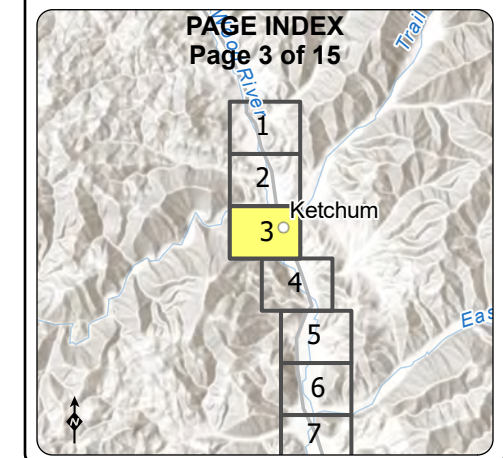 PAGE INDEX
Page 3 of 15
River
Trail
1
2
3
Ketchum
4
5
Eas
6
7
N